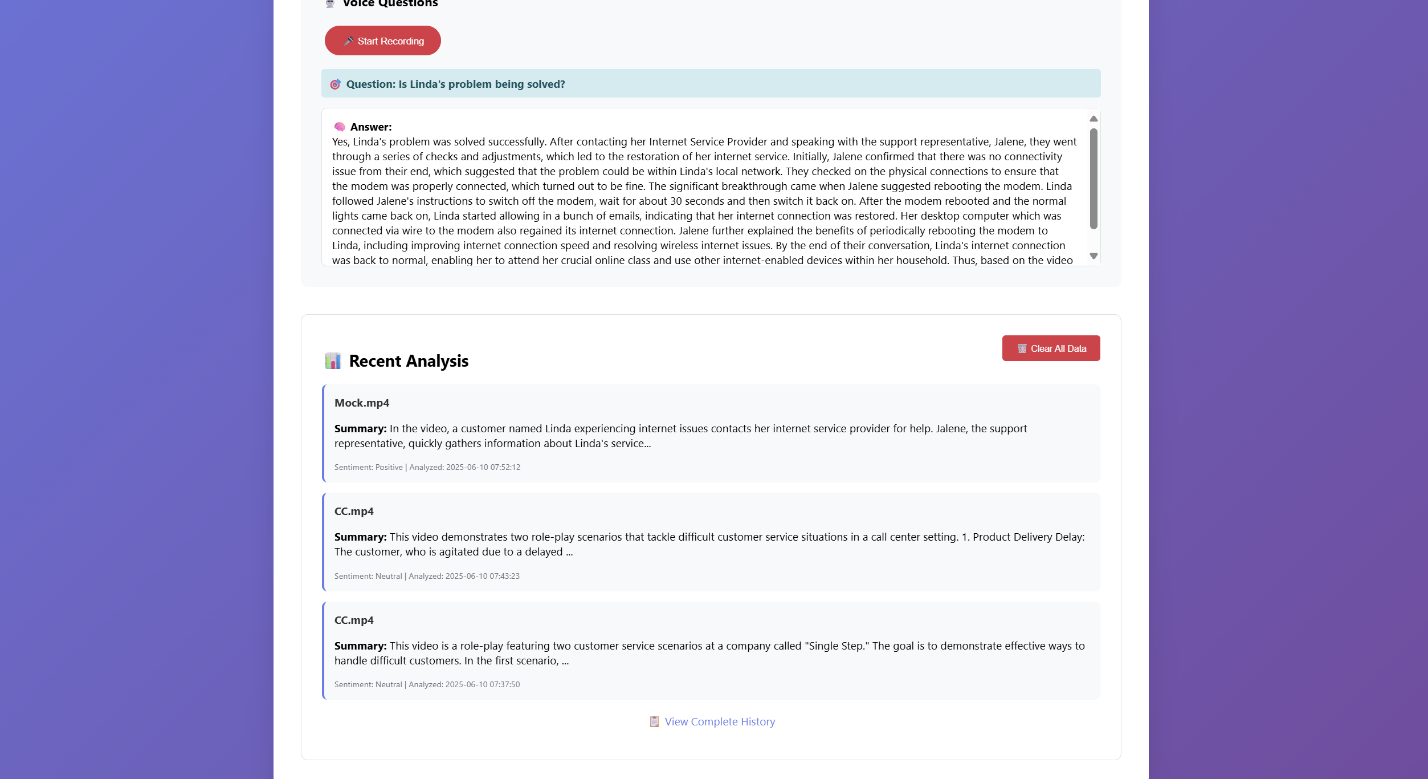 Voice Questions
Start Recording
Question: Is Linda's problem being solved?
Answer:
Yes, Linda's problem was solved successfully. After contacting her Internet Service Provider and speaking with the support representative, Jalene, they went
through a series of checks and adjustments, which led to the restoration of her internet service. Initially, Jalene confirmed that there was no connectivity
issue from their end, which suggested that the problem could be within Linda's local network. They checked on the physical connections to ensure that
the modem was properly connected, which turned out to be fine. The significant breakthrough came when Jalene suggested rebooting the modem. Linda
followed Jalene's instructions to switch off the modem, wait for about 30 seconds and then switch it back on. After the modem rebooted and the normal
lights came back on, Linda started allowing in a bunch of emails, indicating that her internet connection was restored. Her desktop computer which was
connected via wire to the modem also regained its internet connection. Jalene further explained the benefits of periodically rebooting the modem to
Linda, including improving internet connection speed and resolving wireless internet issues. By the end of their conversation, Linda's internet connection
was back to normal, enabling her to attend her crucial online class and use other internet-enabled devices within her household. Thus, based on the video
Clear All Data
Recent Analysis
Mock.mp4
Summary: In the video, a customer named Linda experiencing internet issues contacts her internet service provider for help. Jalene, the support
representative, quickly gathers information about Linda's service...
Sentiment: Positive | Analyzed: 2025-06-10 07:52:12
CC.mp4
Summary: This video demonstrates two role-play scenarios that tackle difficult customer service situations in a call center setting. 1. Product Delivery Delay:
The customer, who is agitated due to a delayed ...
Sentiment: Neutral | Analyzed: 2025-06-10 07:43:23
CC.mp4
Summary: This video is a role-play featuring two customer service scenarios at a company called "Single Step." The goal is to demonstrate effective ways to
handle difficult customers. In the first scenario, ...
Sentiment: Neutral | Analyzed: 2025-06-10 07:37:50
View Complete History